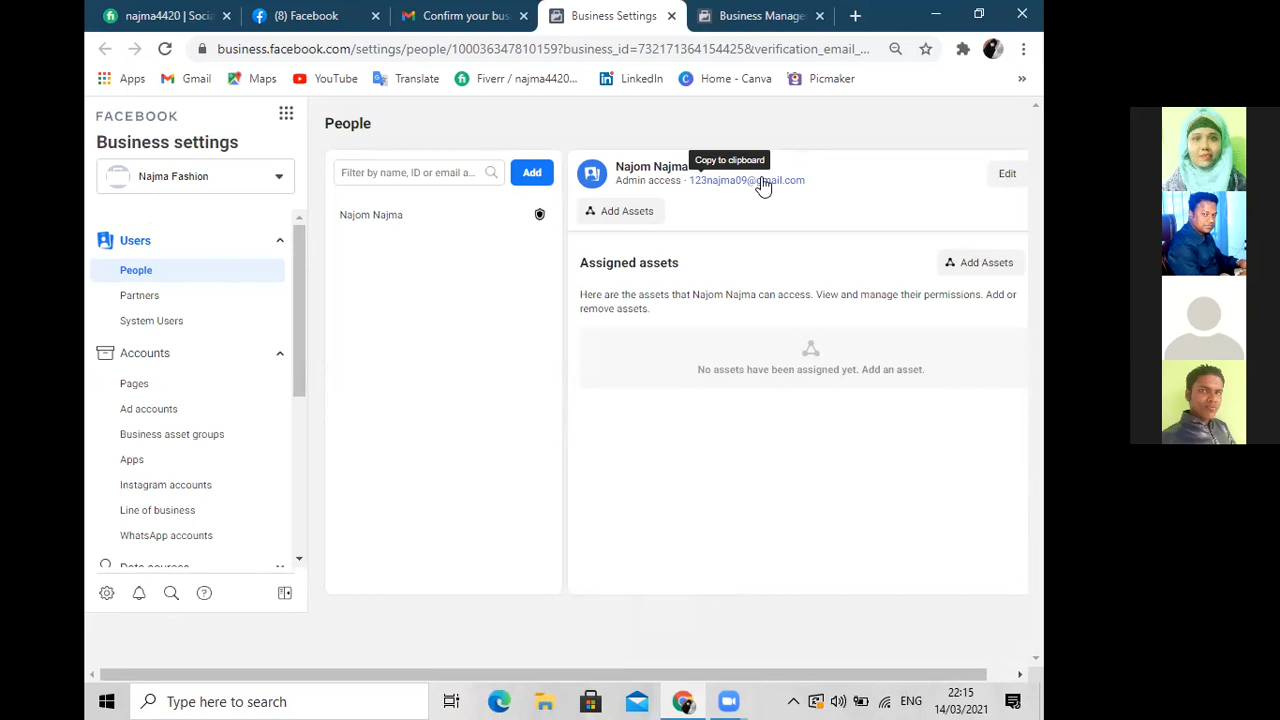 najma4420 | Socia
(8) Facebook
Confirm your bus
Business Settings
Business Manage
business.facebook.com/settings/people/100036347810159?business_id=732171364154425&verification_email_...
Apps
Gmail
Maps
YouTube
Translate
Fiverr / najma4420...
LinkedIn
Home - Canva
Picmaker
»
FACEBOOK
Business settings
Najma Fashion
Users
People
Partners
System Users
Accounts
Pages
Ad accounts
Business asset groups
Apps
Instagram accounts
Line of business
WhatsApp accounts
People
Filter by name, ID or email a...
Add
Najom Najma
Najom Najma
Copy to clipboard
Admin access · 123najma09@gmail.com
Edit
Add Assets
Assigned assets
Add Assets
Here are the assets that Najom Najma can access. View and manage their permissions. Add or
remove assets.
No assets have been assigned yet. Add an asset.
Type here to search
ENG
22:15
14/03/2021